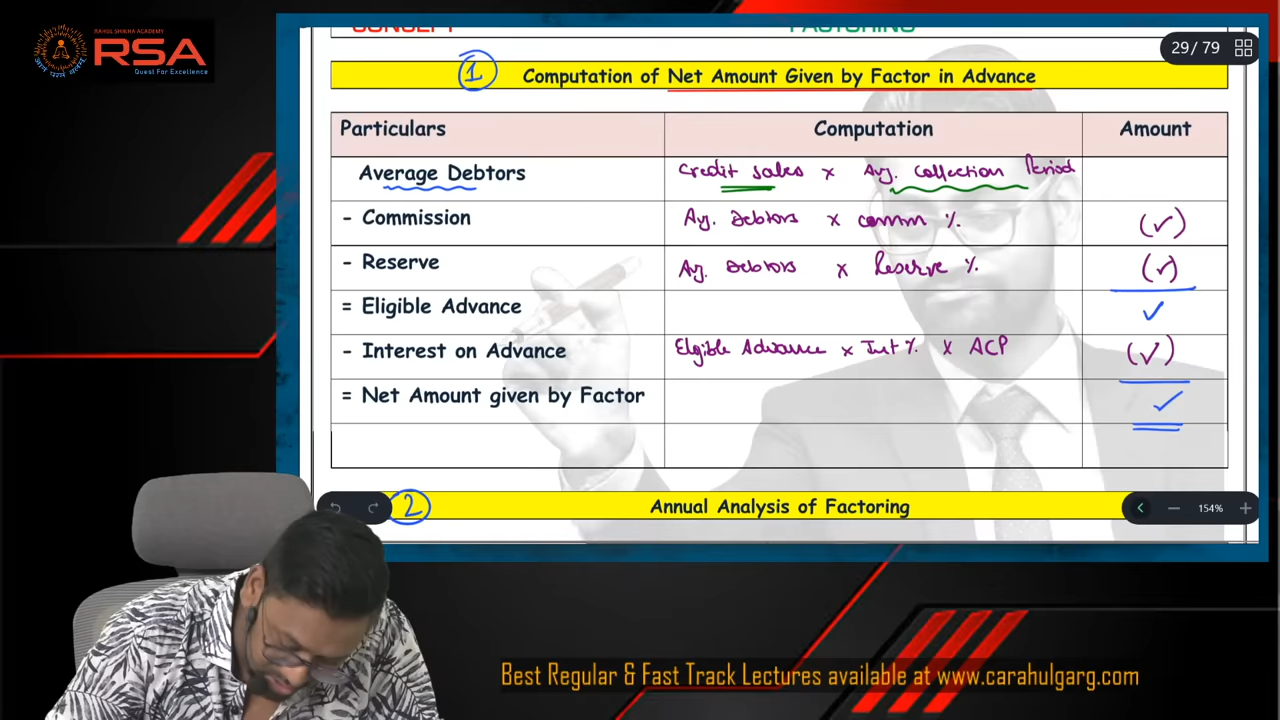 RAHUL SHIKHA ACADEMY
RSA
Quest For Excellence
29 / 79
1
Computation of Net Amount Given by Factor in Advance
Particulars Computation Amount
Average Debtors Credit sales x Avg. Collection Period
- Commission Avg. Debtors x comm %. (✓)
- Reserve Avg. Debtors x Reserve %. (✓)
= Eligible Advance ✓
- Interest on Advance Eligible Advance x Int %. x ACP (✓)
= Net Amount given by Factor ✓
2 Annual Analysis of Factoring
154%
Best Regular & Fast Track Lectures available at www.carahulgarg.com